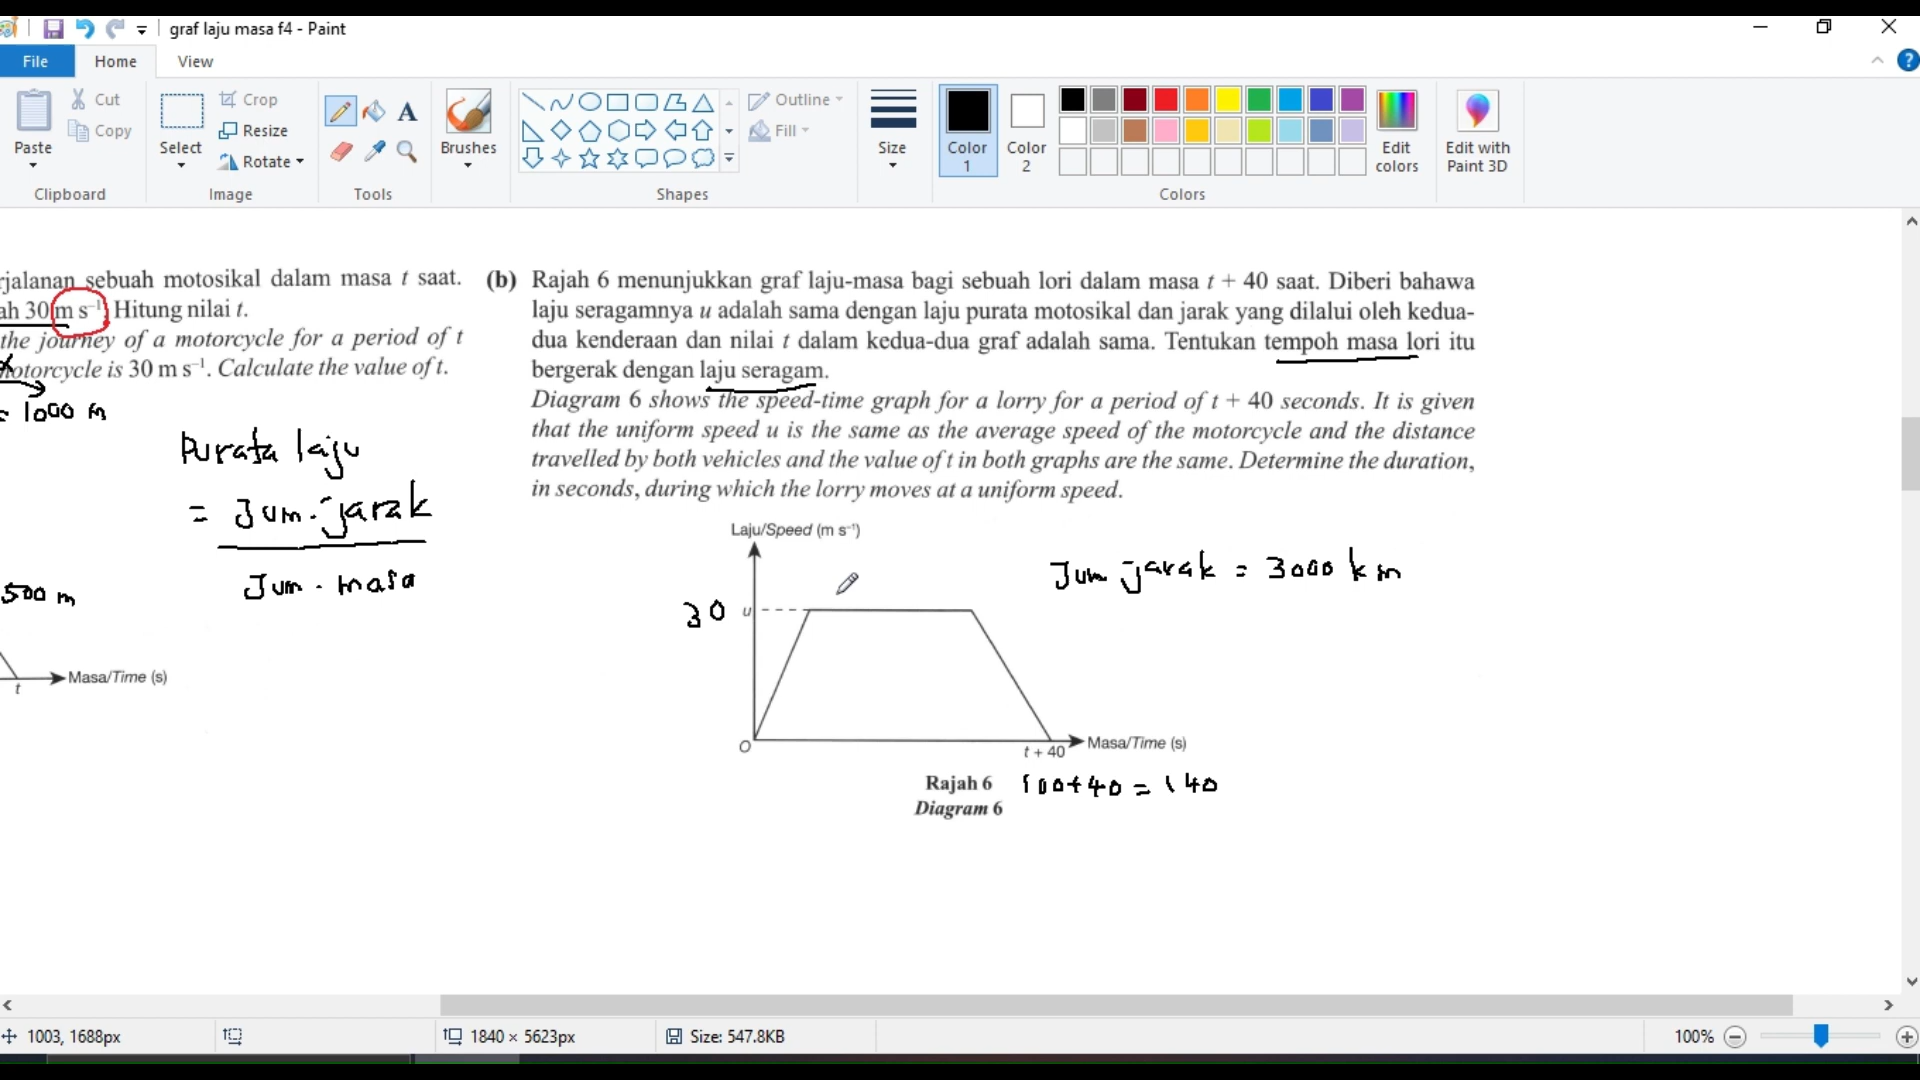 graf laju masa f4 - Paint
File Home View
Paste
Cut
Copy
Clipboard
Select
Crop
Resize
Rotate
Image
Tools
Brushes
Outline
Fill
Shapes
Size
Color 1
Color 2
Edit colors
Colors
Edit with Paint 3D
rjalanan sebuah motosikal dalam masa t saat.
ah 30 m s⁻¹. Hitung nilai t.
the journey of a motorcycle for a period of t
motorcycle is 30 m s⁻¹. Calculate the value of t.
= 1000 m
Purata laju
= Jum. jarak
Jum. masa
500 m
t
Masa/Time (s)
(b) Rajah 6 menunjukkan graf laju-masa bagi sebuah lori dalam masa t + 40 saat. Diberi bahawa
laju seragamnya u adalah sama dengan laju purata motosikal dan jarak yang dilalui oleh kedua-
dua kenderaan dan nilai t dalam kedua-dua graf adalah sama. Tentukan tempoh masa lori itu
bergerak dengan laju seragam.
Diagram 6 shows the speed-time graph for a lorry for a period of t + 40 seconds. It is given
that the uniform speed u is the same as the average speed of the motorcycle and the distance
travelled by both vehicles and the value of t in both graphs are the same. Determine the duration,
in seconds, during which the lorry moves at a uniform speed.
Laju/Speed (m s⁻¹)
Jum jarak = 3000 km
30 u
O
t + 40
Masa/Time (s)
Rajah 6
100+40 = 140
Diagram 6
1003, 1688px
1840 × 5623px
Size: 547.8KB
100%